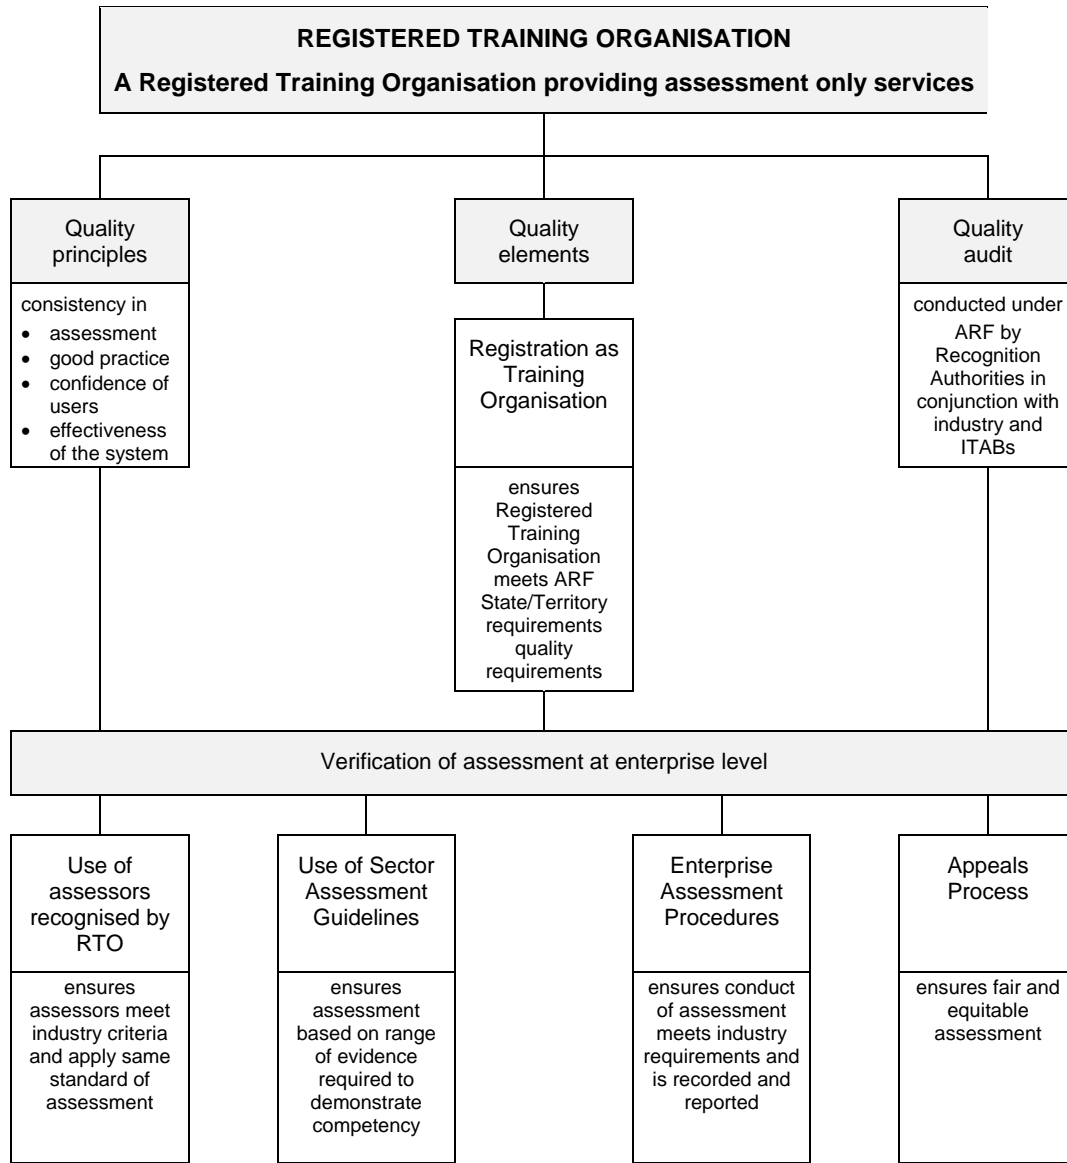 REGISTERED TRAINING ORGANISATION
A Registered Training Organisation providing assessment only services
Quality
principles
consistency in
• assessment
• good practice
• confidence of
users
• effectiveness
of the system
Quality
elements
Registration as
Training
Organisation
ensures
Registered
Training
Organisation
meets ARF
State/Territory
requirements
quality
requirements
Quality
audit
conducted under
ARF by
Recognition
Authorities in
conjunction with
industry and
ITABs
Verification of assessment at enterprise level
Use of
assessors
recognised by
RTO
ensures
assessors meet
industry criteria
and apply same
standard of
assessment
Use of Sector
Assessment
Guidelines
ensures
assessment
based on range
of evidence
required to
demonstrate
competency
Enterprise
Assessment
Procedures
ensures conduct
of assessment
meets industry
requirements and
is recorded and
reported
Appeals
Process
ensures fair and
equitable
assessment